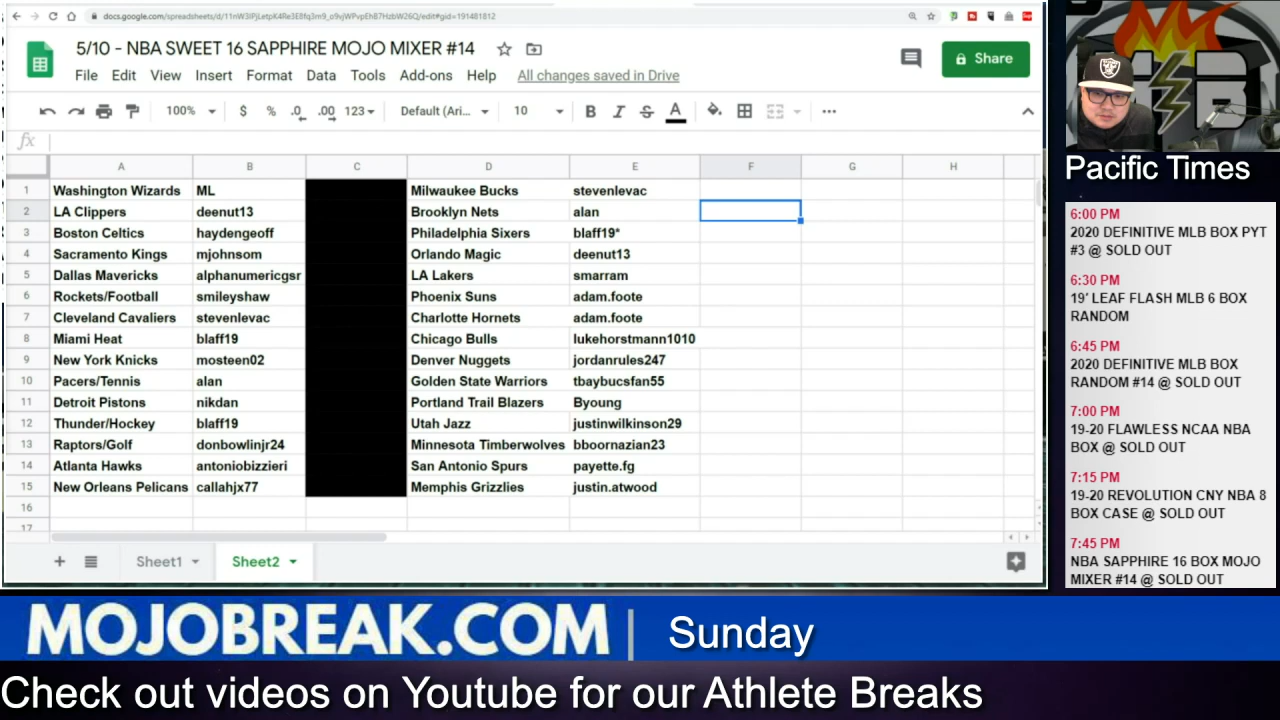 docs.google.com/spreadsheets/d/11nW3IPjLetpK4Re3E8fq3m9_o9vjWPvpEhB7HzbW26Q/edit#gid=191481812
5/10 - NBA SWEET 16 SAPPHIRE MOJO MIXER #14
Share
File Edit View Insert Format Data Tools Add-ons Help All changes saved in Drive
100% $ % .0 .00 123 Default (Ari... 10 B I S A
fx
A B C D E F G H
1 Washington Wizards ML Milwaukee Bucks stevenlevac
2 LA Clippers deenut13 Brooklyn Nets alan
3 Boston Celtics haydengeoff Philadelphia Sixers blaff19*
4 Sacramento Kings mjohnsom Orlando Magic deenut13
5 Dallas Mavericks alphanumericgsr LA Lakers smarram
6 Rockets/Football smileyshaw Phoenix Suns adam.foote
7 Cleveland Cavaliers stevenlevac Charlotte Hornets adam.foote
8 Miami Heat blaff19 Chicago Bulls lukehorstmann1010
9 New York Knicks mosteen02 Denver Nuggets jordanrules247
10 Pacers/Tennis alan Golden State Warriors tbaybucsfan55
11 Detroit Pistons nikdan Portland Trail Blazers Byoung
12 Thunder/Hockey blaff19 Utah Jazz justinwilkinson29
13 Raptors/Golf donbowlinjr24 Minnesota Timberwolves bboornazian23
14 Atlanta Hawks antoniobizzieri San Antonio Spurs payette.fg
15 New Orleans Pelicans callahjx77 Memphis Grizzlies justin.atwood
16
17
Sheet1 Sheet2
Pacific Times
6:00 PM
2020 DEFINITIVE MLB BOX PYT
#3 @ SOLD OUT
6:30 PM
19' LEAF FLASH MLB 6 BOX
RANDOM
6:45 PM
2020 DEFINITIVE MLB BOX
RANDOM #14 @ SOLD OUT
7:00 PM
19-20 FLAWLESS NCAA NBA
BOX @ SOLD OUT
7:15 PM
19-20 REVOLUTION CNY NBA 8
BOX CASE @ SOLD OUT
7:45 PM
NBA SAPPHIRE 16 BOX MOJO
MIXER #14 @ SOLD OUT
MOJOBREAK.COM | Sunday
Check out videos on Youtube for our Athlete Breaks